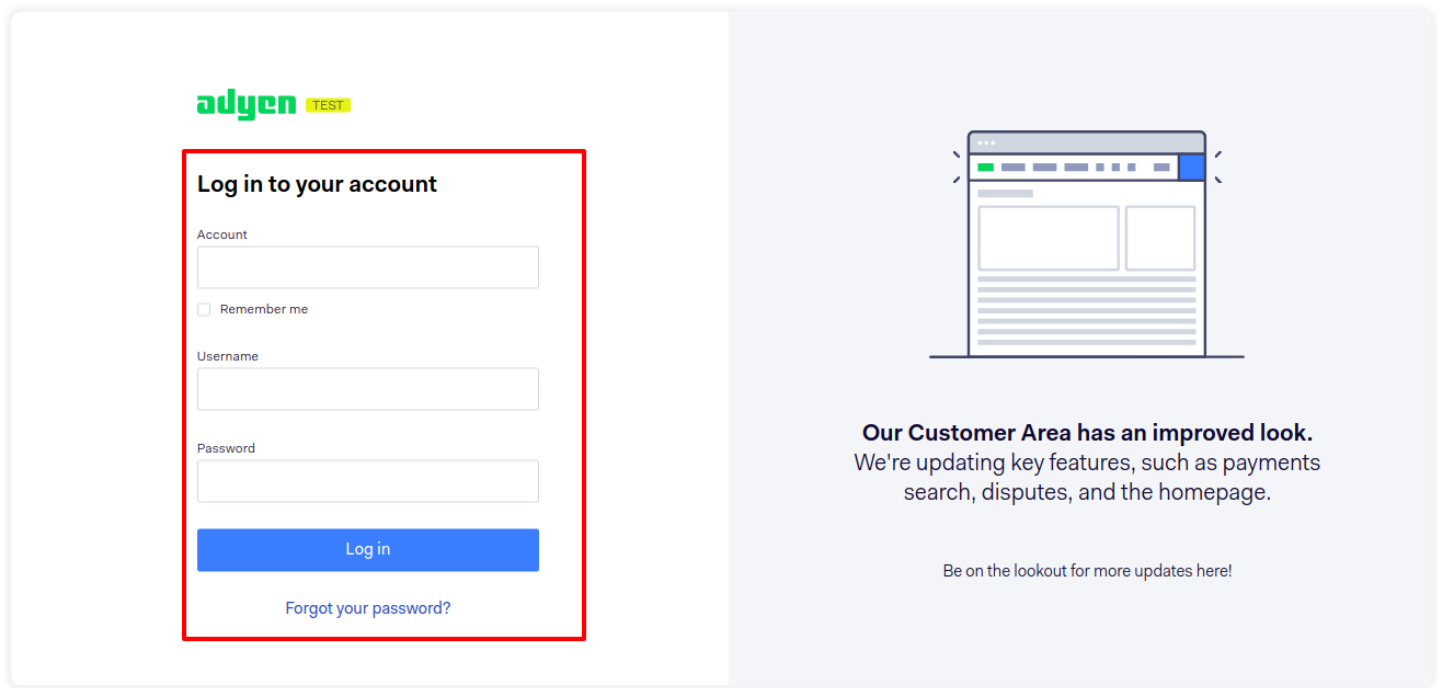 adyen TEST
Log in to your account
Account
Remember me
Username
Password
Log in
Forgot your password?
Our Customer Area has an improved look.
We're updating key features, such as payments
search, disputes, and the homepage.
Be on the lookout for more updates here!